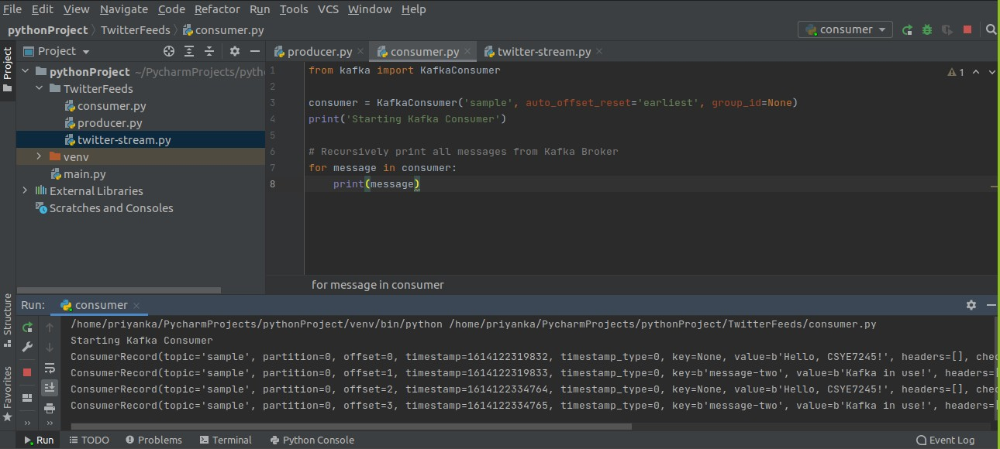 File Edit View Navigate Code Refactor Run Tools VCS Window Help
pythonProject TwitterFeeds consumer.py consumer
Project
Project producer.py consumer.py twitter-stream.py
pythonProject ~/PycharmProjects/pyth
TwitterFeeds
consumer.py
producer.py
twitter-stream.py
venv
main.py
External Libraries
Scratches and Consoles
1 from kafka import KafkaConsumer 1
2
3 consumer = KafkaConsumer('sample', auto_offset_reset='earliest', group_id=None)
4 print('Starting Kafka Consumer')
5
6 # Recursively print all messages from Kafka Broker
7 for message in consumer:
8 print(message)
for message in consumer
Structure
Favorites
Run: consumer
/home/priyanka/PycharmProjects/pythonProject/venv/bin/python /home/priyanka/PycharmProjects/pythonProject/TwitterFeeds/consumer.py
Starting Kafka Consumer
ConsumerRecord(topic='sample', partition=0, offset=0, timestamp=1614122319832, timestamp_type=0, key=None, value=b'Hello, CSYE7245!', headers=[], chec
ConsumerRecord(topic='sample', partition=0, offset=1, timestamp=1614122319833, timestamp_type=0, key=b'message-two', value=b'Kafka in use!', headers=[
ConsumerRecord(topic='sample', partition=0, offset=2, timestamp=1614122334764, timestamp_type=0, key=None, value=b'Hello, CSYE7245!', headers=[], chec
ConsumerRecord(topic='sample', partition=0, offset=3, timestamp=1614122334765, timestamp_type=0, key=b'message-two', value=b'Kafka in use!', headers=[
Run TODO Problems Terminal Python Console Event Log